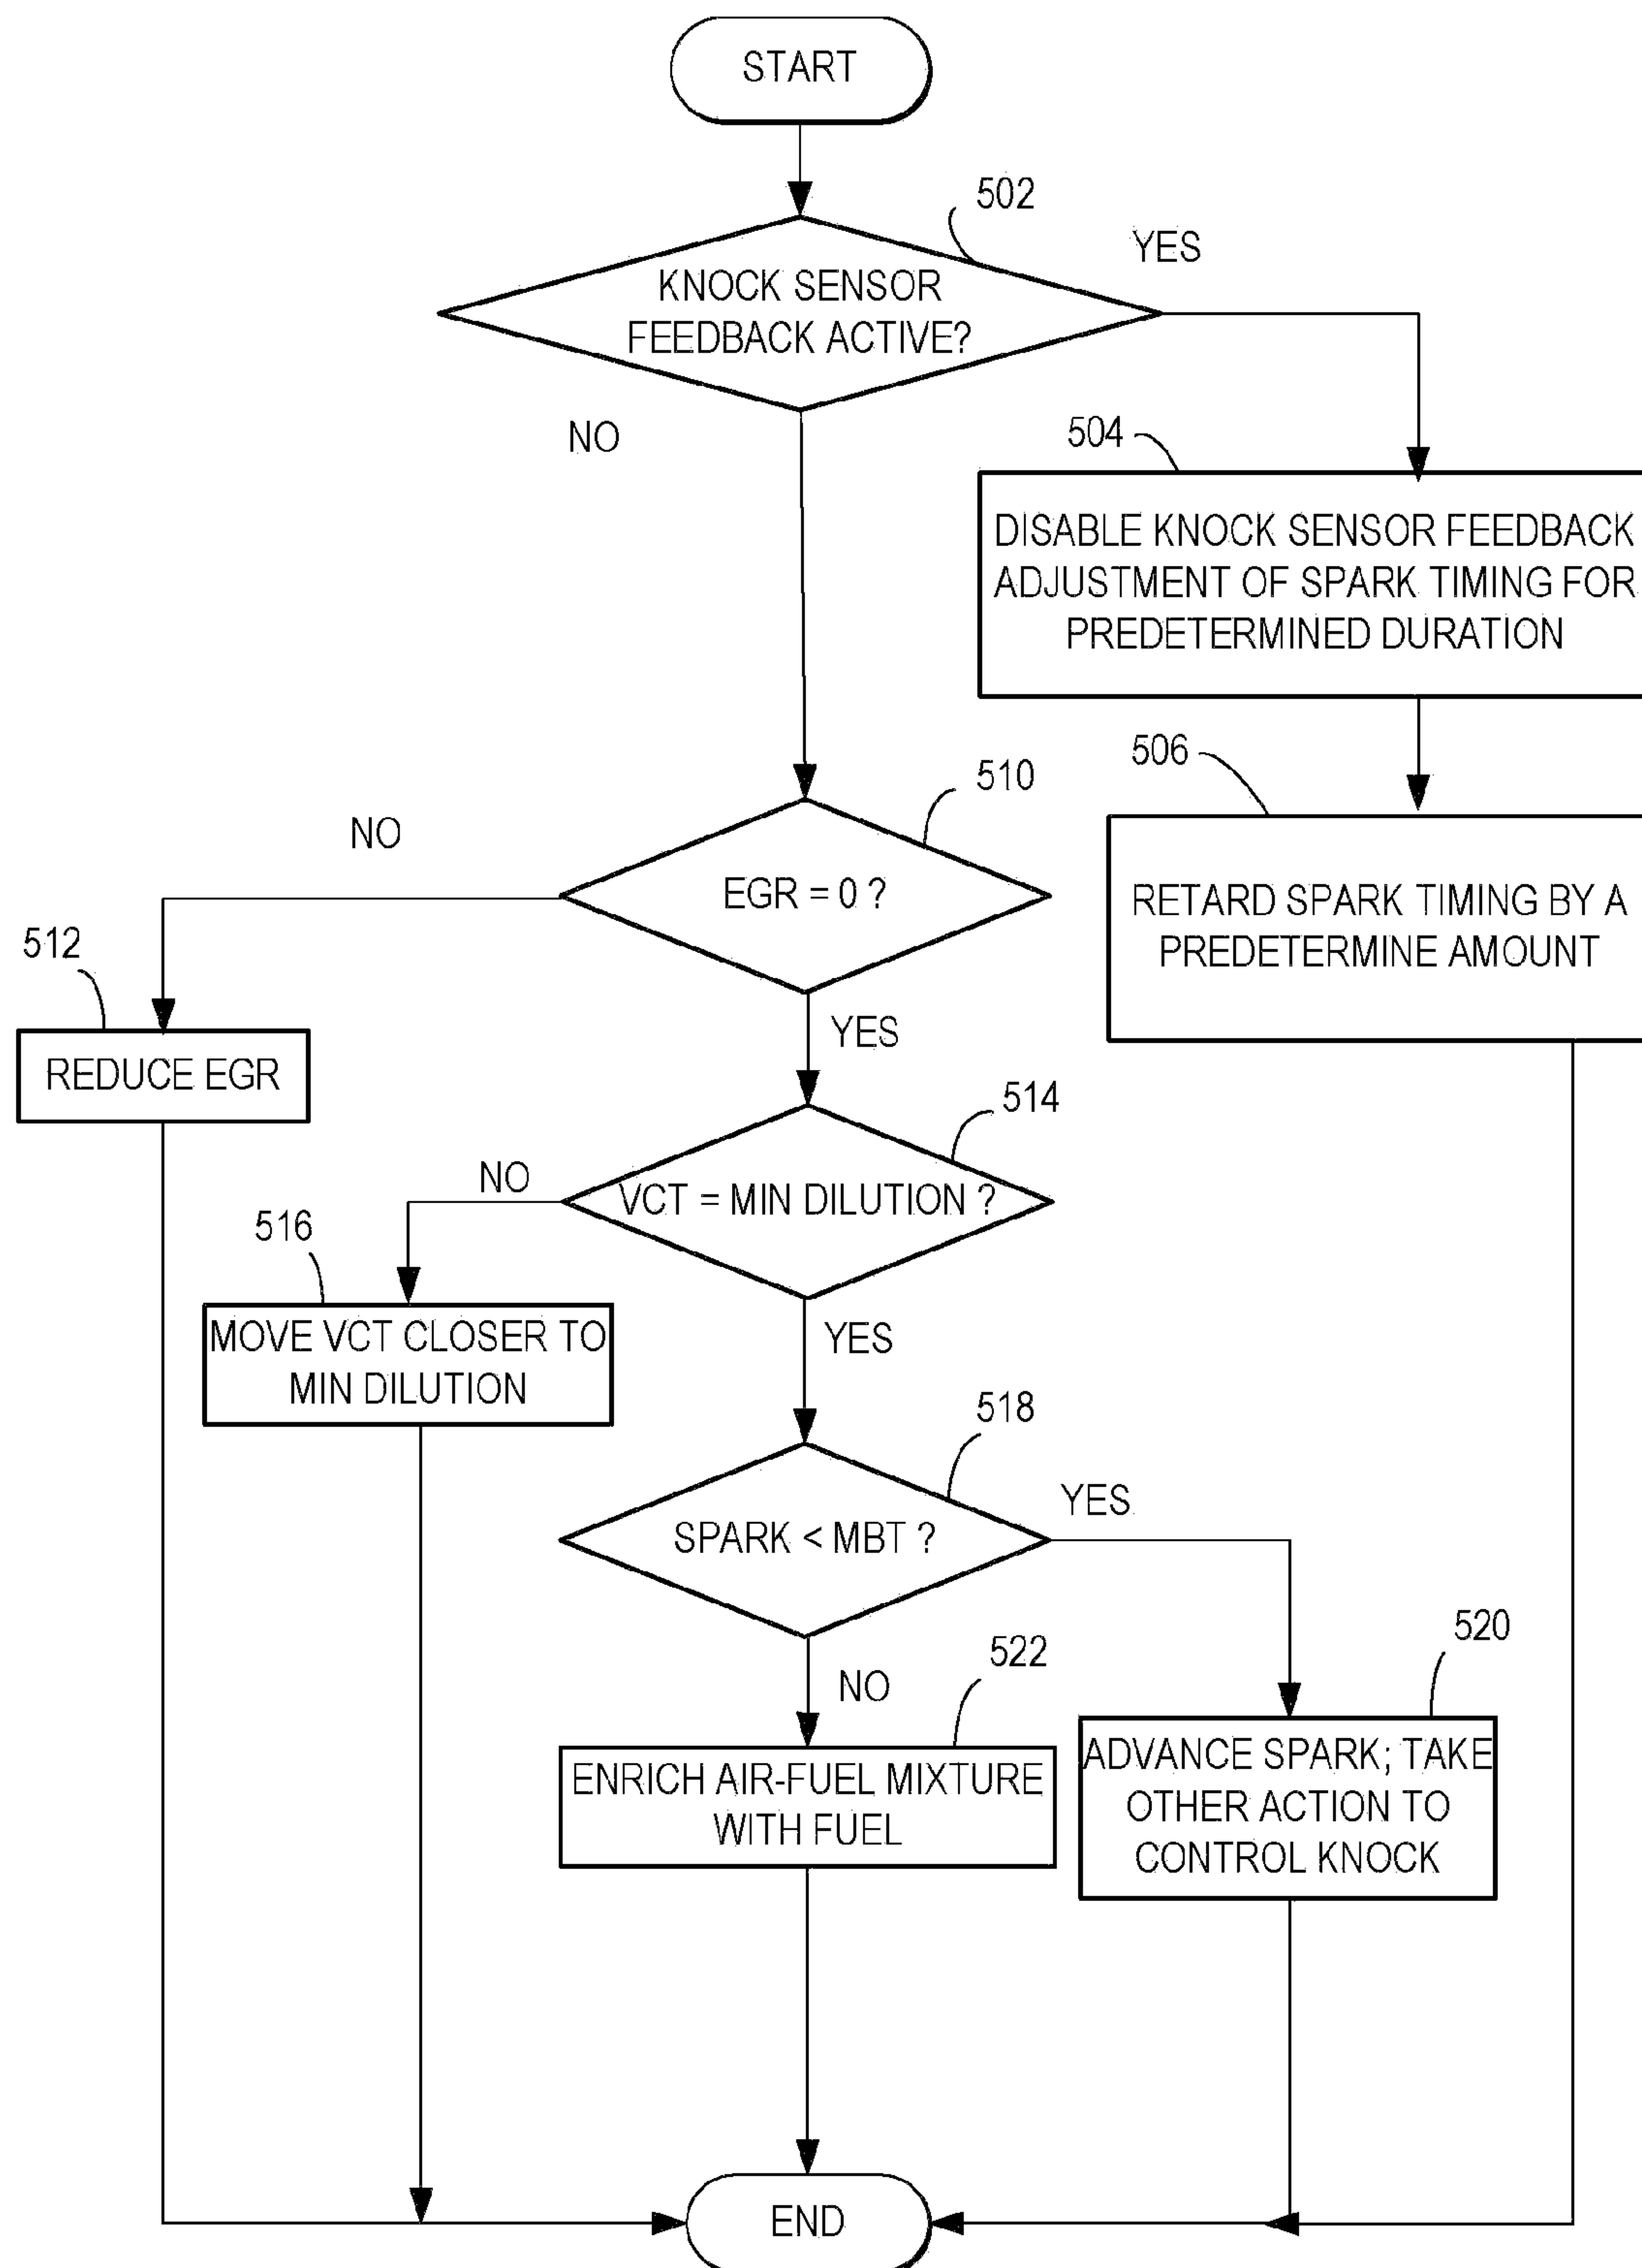 START
502
YES
KNOCK SENSOR
FEEDBACK ACTIVE?
NO
504
DISABLE KNOCK SENSOR FEEDBACK
ADJUSTMENT OF SPARK TIMING FOR
PREDETERMINED DURATION
506
RETARD SPARK TIMING BY A
PREDETERMINE AMOUNT
510
NO
EGR = 0 ?
512
REDUCE EGR
YES
514
NO
VCT = MIN DILUTION ?
516
MOVE VCT CLOSER TO
MIN DILUTION
YES
518
YES
SPARK < MBT ?
520
522
NO
ADVANCE SPARK; TAKE
OTHER ACTION TO
CONTROL KNOCK
ENRICH AIR-FUEL MIXTURE
WITH FUEL
END